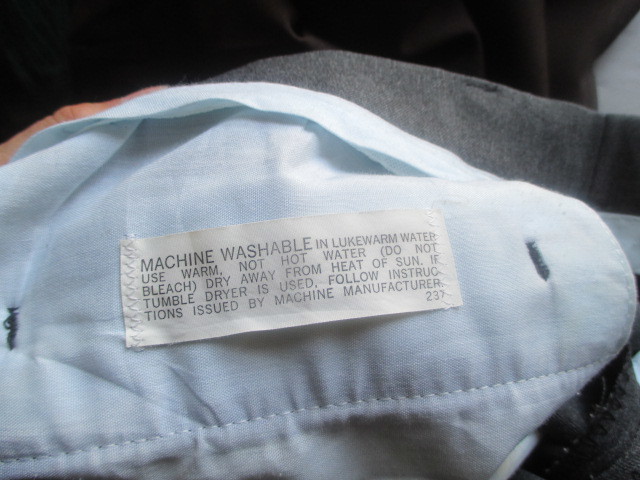 MACHINE WASHABLE IN LUKEWARM WATER
USE WARM, NOT HOT WATER (DO NOT
BLEACH) DRY AWAY FROM HEAT OF SUN. IF
TUMBLE DRYER IS USED, FOLLOW INSTRUC-
TIONS ISSUED BY MACHINE MANUFACTURER.
237